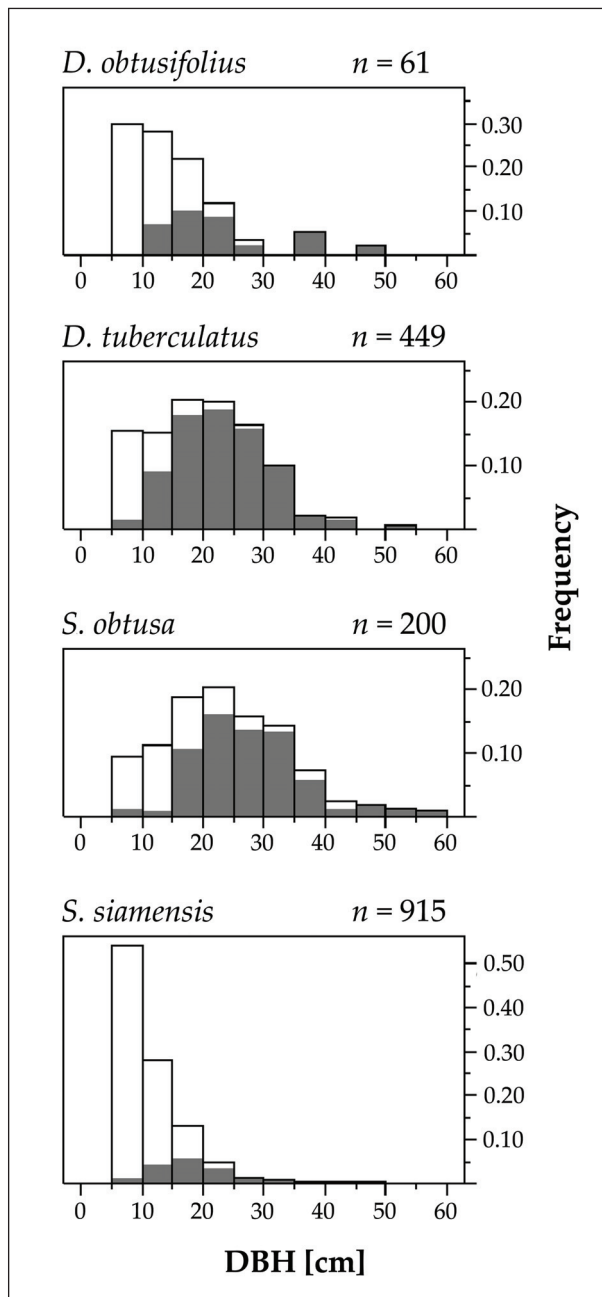 D. obtusifolius n = 61
0.30
0.20
0.10
0 10 20 30 40 50 60
D. tuberculatus n = 449
0.20
0.10
0 10 20 30 40 50 60
S. obtusa n = 200
0.20
0.10
0 10 20 30 40 50 60
S. siamensis n = 915
0.50
0.40
0.30
0.20
0.10
0 10 20 30 40 50 60
DBH [cm]
Frequency